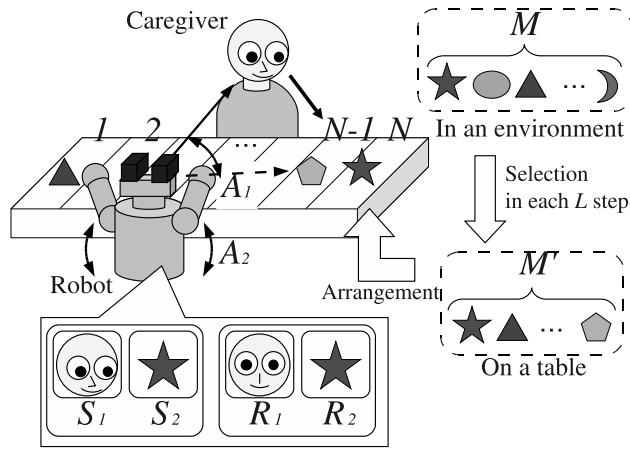 Caregiver
M
...
In an environment
1 2 ... N-1 N
A1
Selection
in each L step
A2
Robot
Arrangement
M'
...
On a table
S1 S2 R1 R2